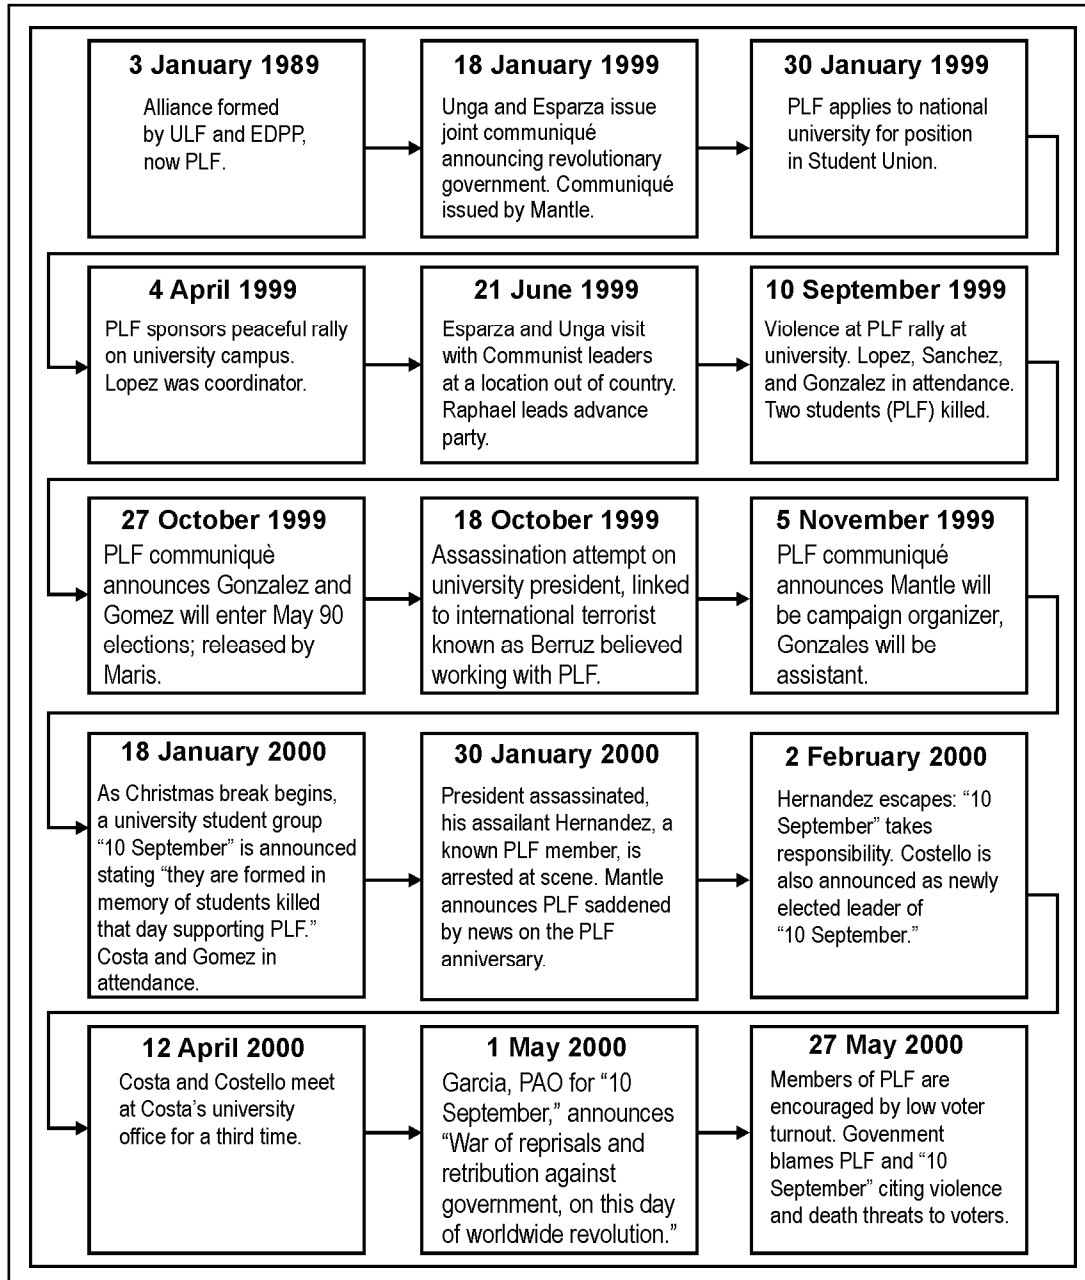 3 January 1989
Alliance formed
by ULF and EDPP,
now PLF.
18 January 1999
Unga and Esparza issue
joint communiqué
announcing revolutionary
government. Communiqué
issued by Mantle.
30 January 1999
PLF applies to national
university for position
in Student Union.
4 April 1999
PLF sponsors peaceful rally
on university campus.
Lopez was coordinator.
21 June 1999
Esparza and Unga visit
with Communist leaders
at a location out of country.
Raphael leads advance
party.
10 September 1999
Violence at PLF rally at
university. Lopez, Sanchez,
and Gonzalez in attendance.
Two students (PLF) killed.
27 October 1999
PLF communiquè
announces Gonzalez and
Gomez will enter May 90
elections; released by
Maris.
18 October 1999
Assassination attempt on
university president, linked
to international terrorist
known as Berruz believed
working with PLF.
5 November 1999
PLF communiqué
announces Mantle will
be campaign organizer,
Gonzales will be
assistant.
18 January 2000
As Christmas break begins,
a university student group
“10 September” is announced
stating “they are formed in
memory of students killed
that day supporting PLF.”
Costa and Gomez in
attendance.
30 January 2000
President assassinated,
his assailant Hernandez, a
known PLF member, is
arrested at scene. Mantle
announces PLF saddened
by news on the PLF
anniversary.
2 February 2000
Hernandez escapes: “10
September” takes
responsibility. Costello is
also announced as newly
elected leader of
“10 September.”
12 April 2000
Costa and Costello meet
at Costa’s university
office for a third time.
1 May 2000
Garcia, PAO for “10
September,” announces
“War of reprisals and
retribution against
government, on this day
of worldwide revolution.”
27 May 2000
Members of PLF are
encouraged by low voter
turnout. Govenment
blames PLF and “10
September” citing violence
and death threats to voters.